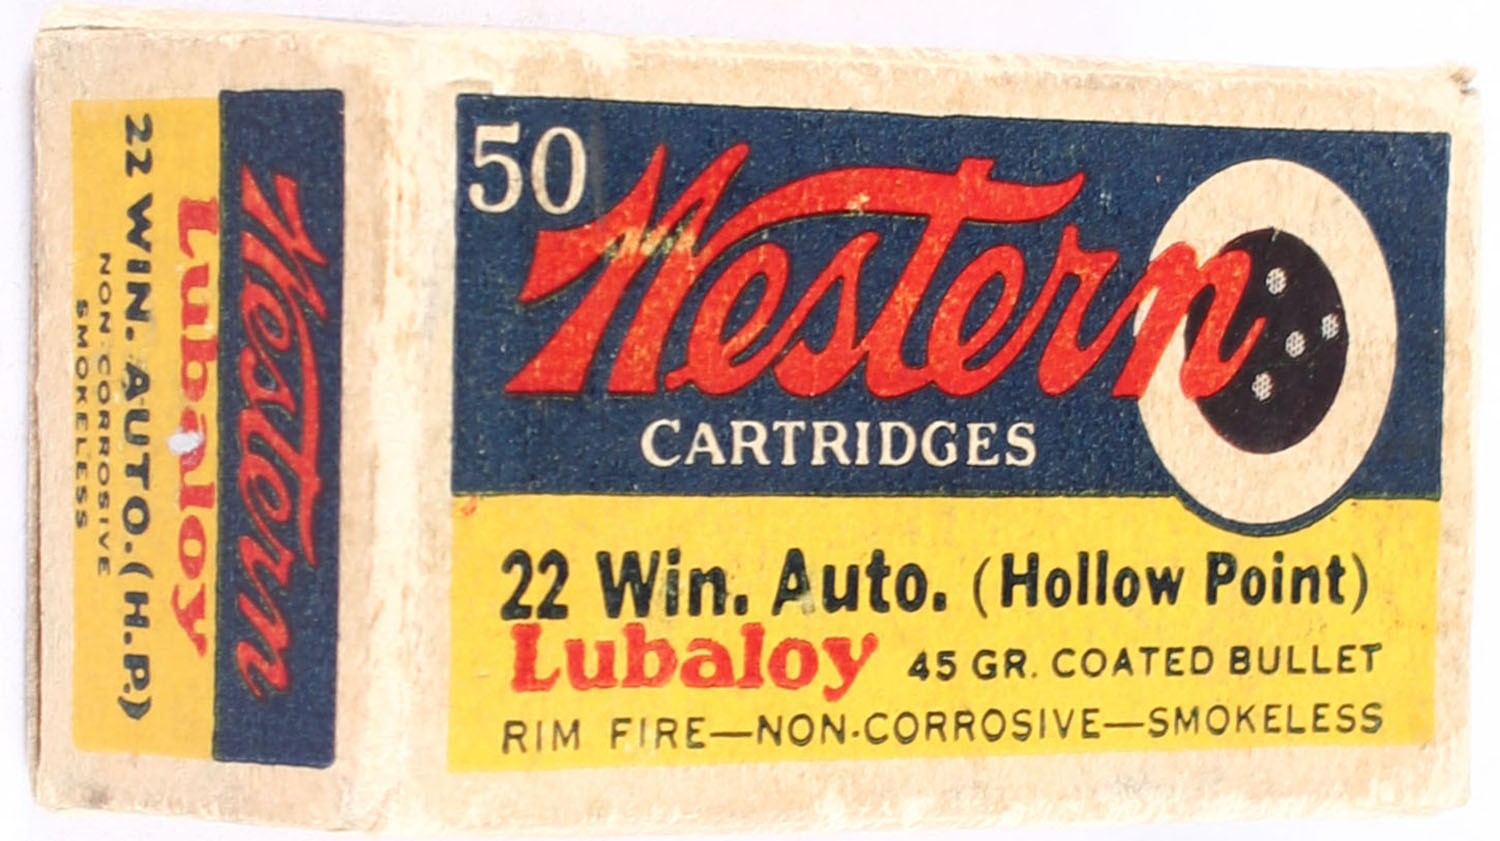 50
Western
CARTRIDGES
22 Win. Auto. (Hollow Point)
Lubaloy 45 GR. COATED BULLET
RIM FIRE—NON-CORROSIVE—SMOKELESS
Western
Lubaloy
22 WIN. AUTO. (H.P.)
NON-CORROSIVE
SMOKELESS